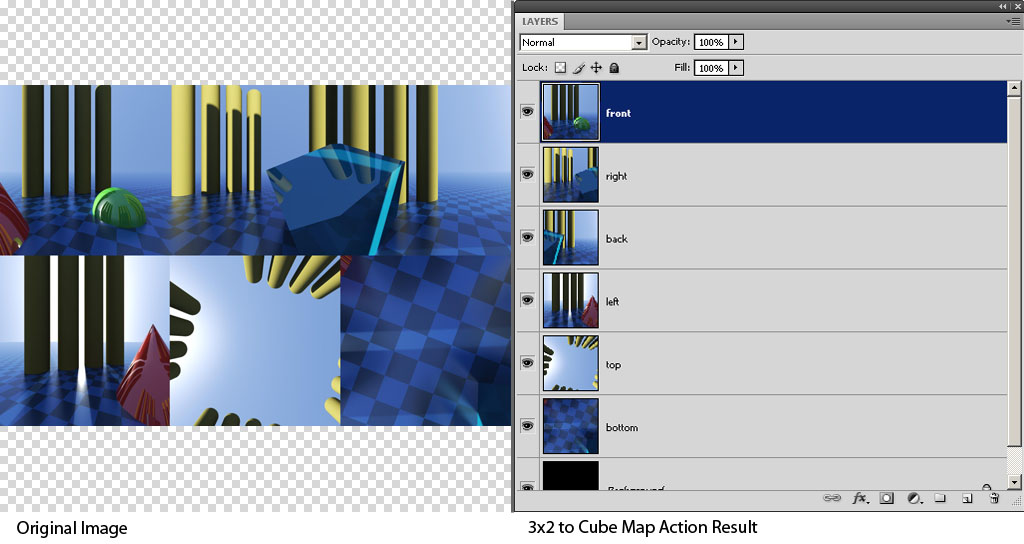 LAYERS
Normal
Opacity: 100%
Lock:
Fill: 100%
front
right
back
left
top
bottom
Background
fx
Original Image
3x2 to Cube Map Action Result